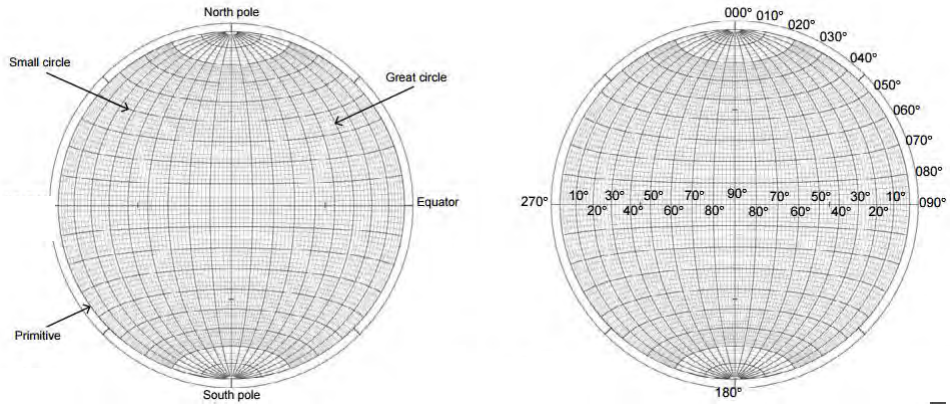 North pole
Small circle
Great circle
Equator
Primitive
South pole
000°
010°
020°
030°
040°
050°
060°
070°
080°
270° 10° 30° 50° 70° 90° 70° 50° 30° 10° 090°
20° 40° 60° 80° 80° 60° 40° 20°
180°